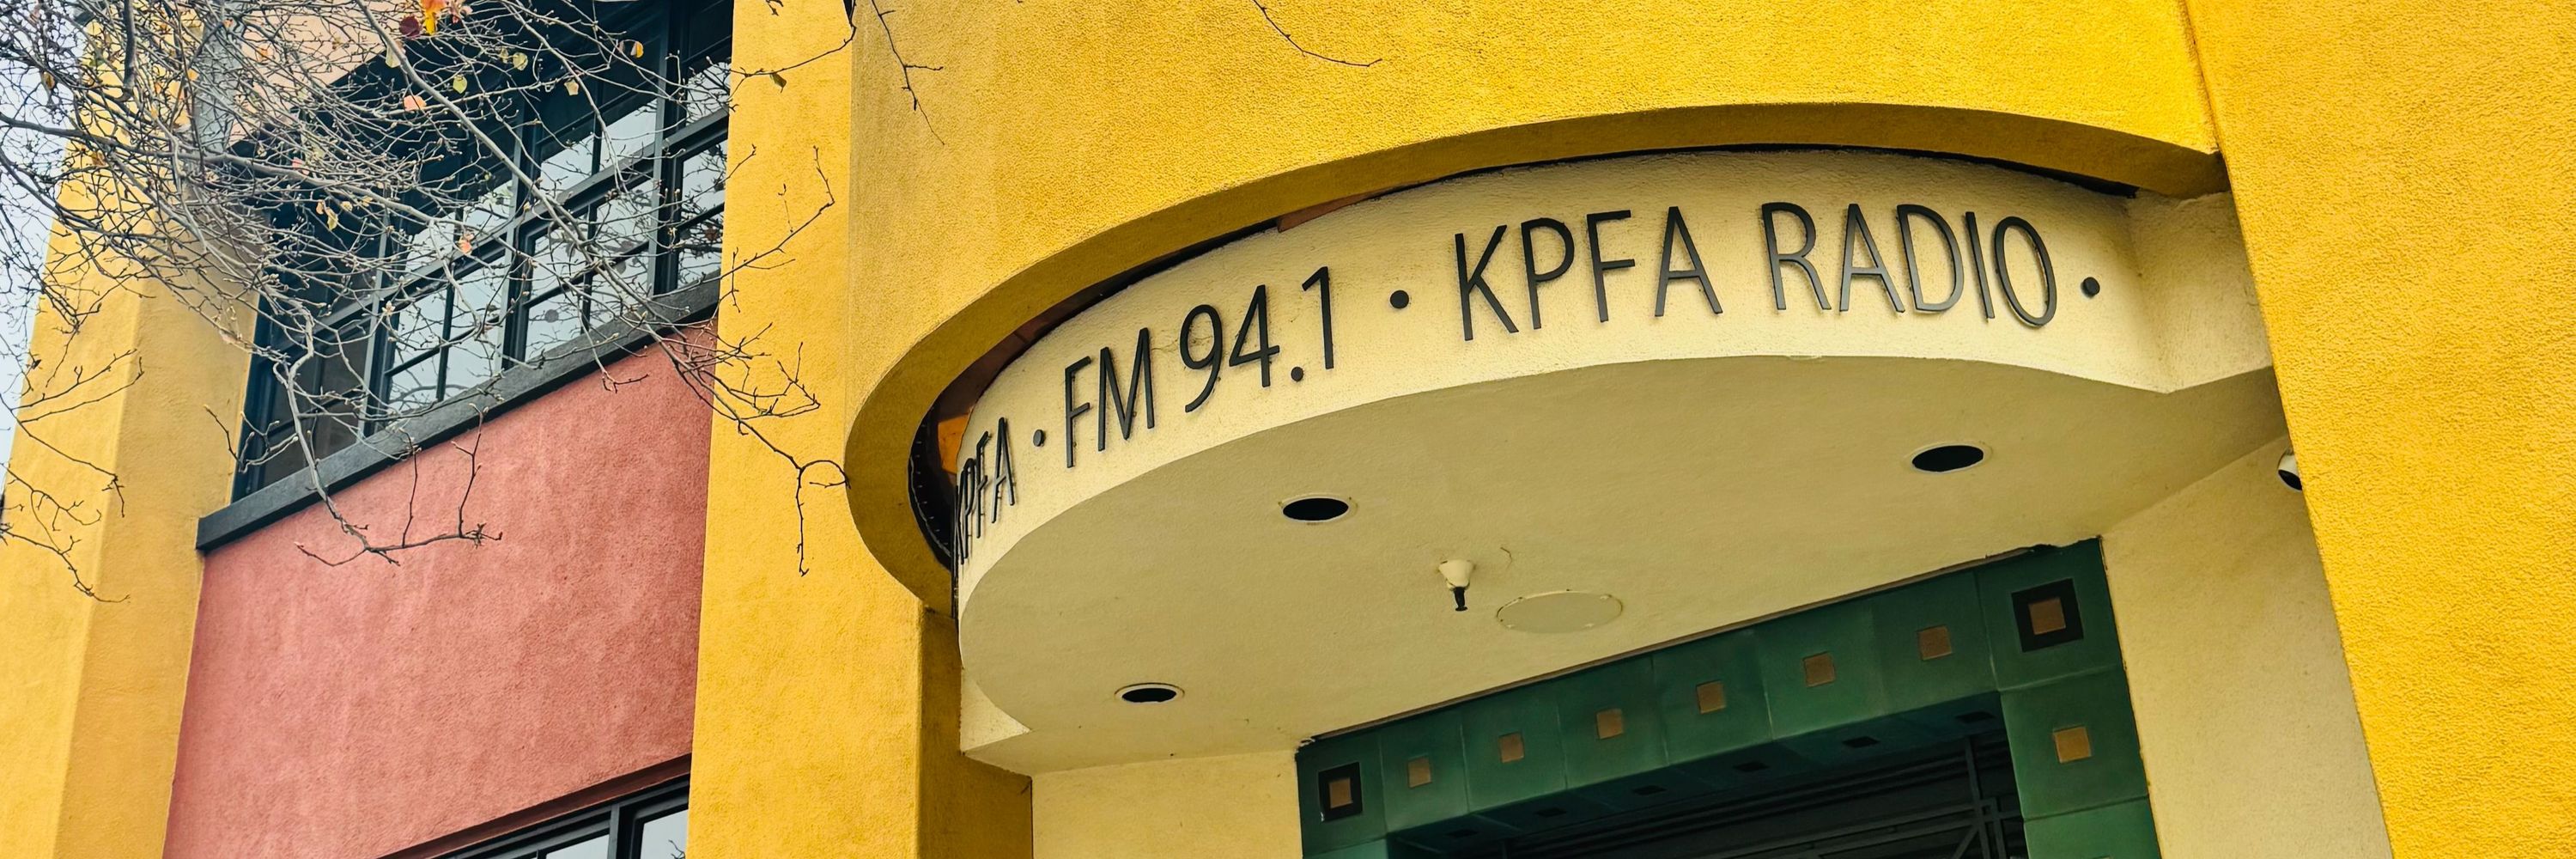 KPFA • FM 94.1 • KPFA RADIO •